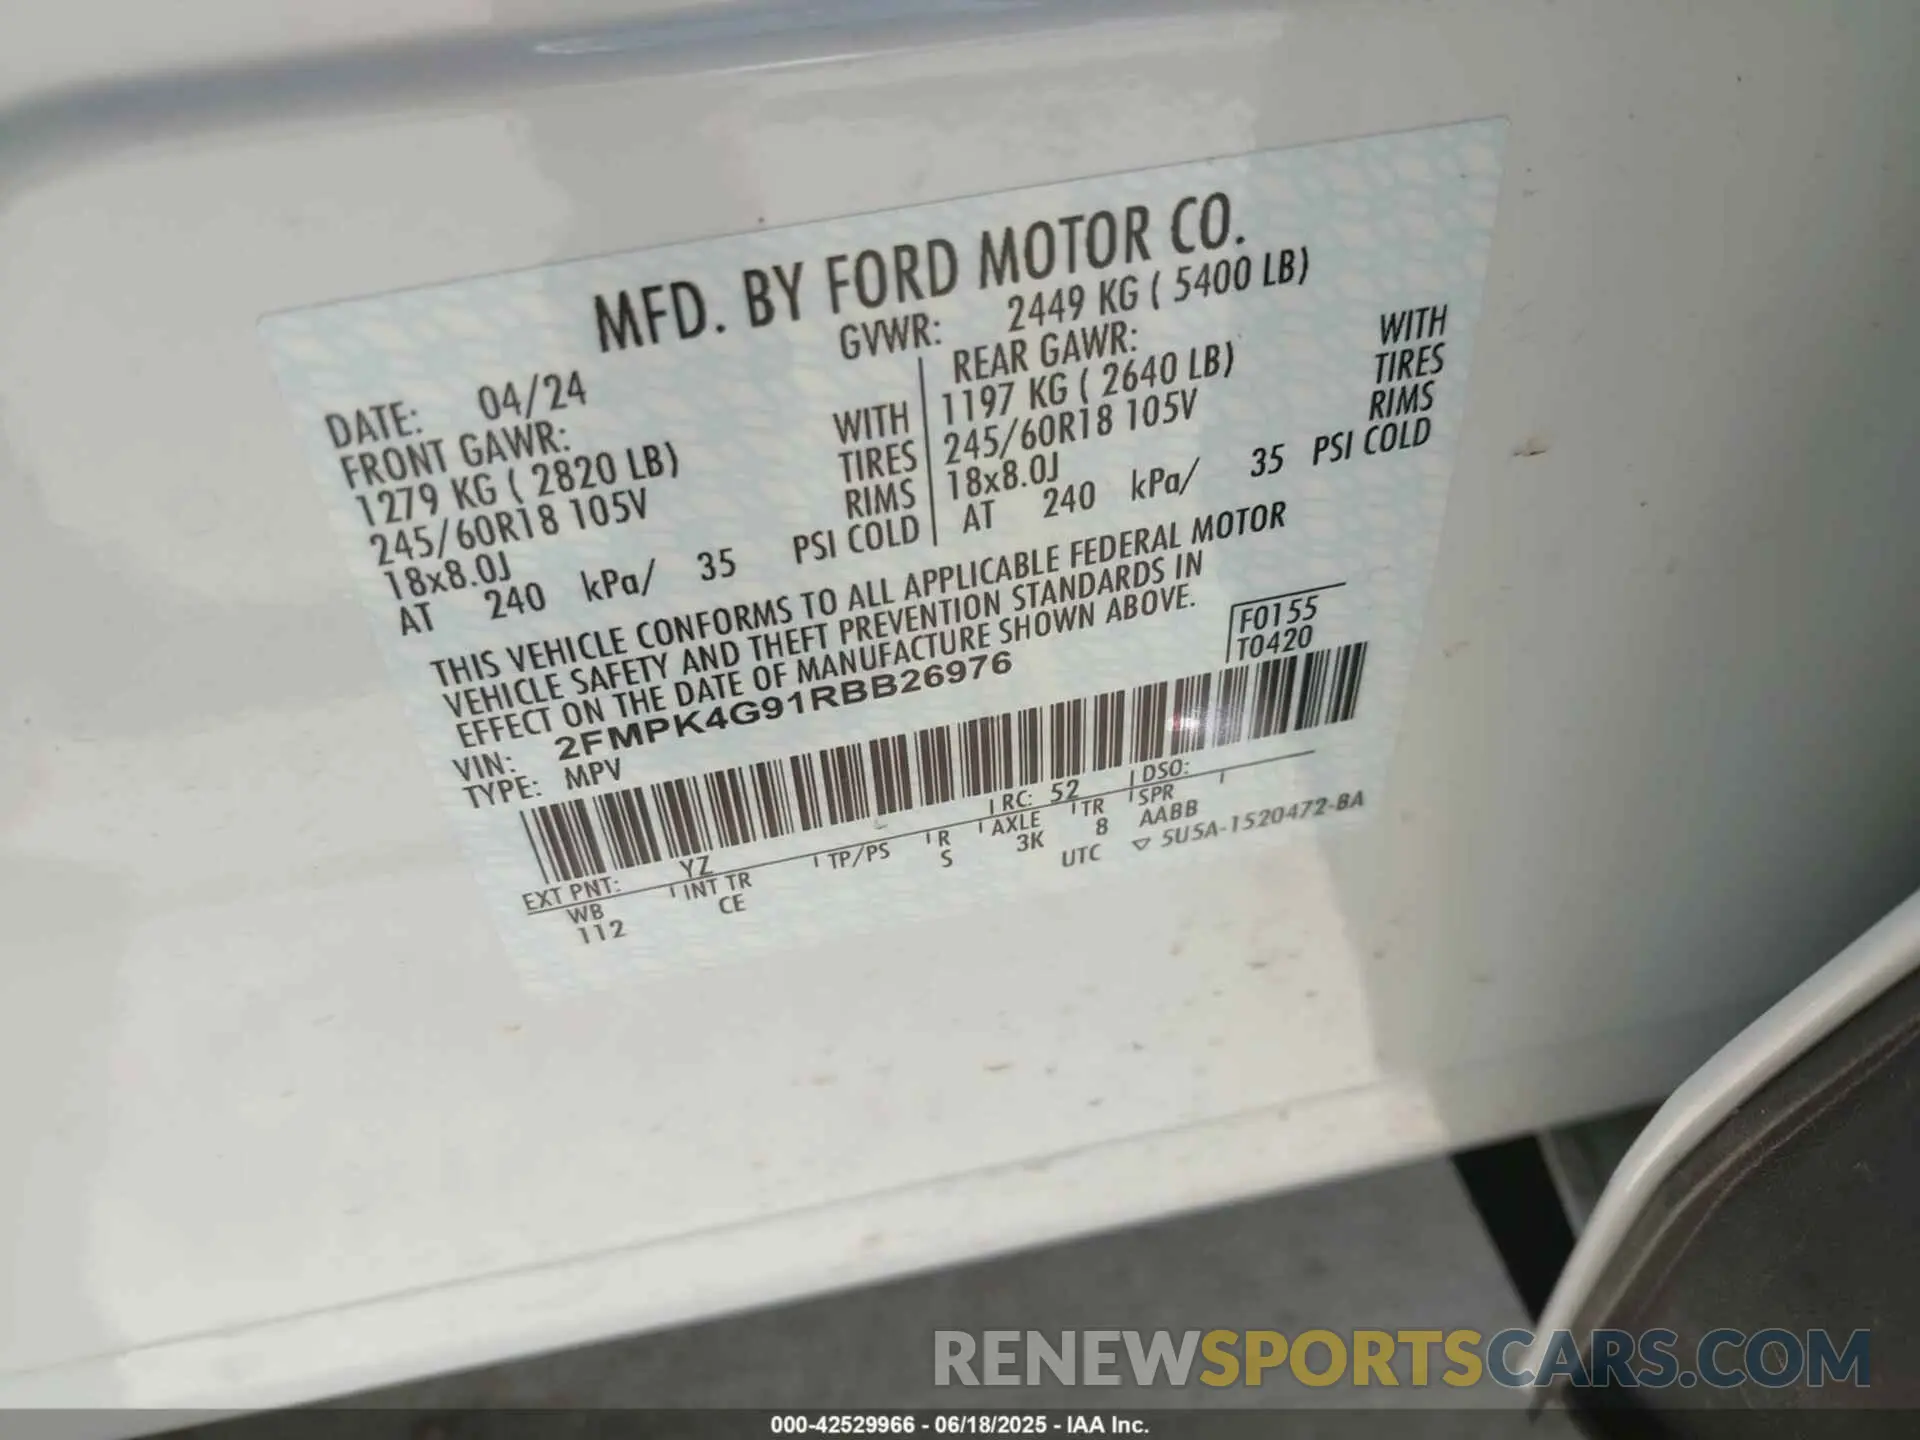 MFD. BY FORD MOTOR CO.
DATE: 04/24 GVWR: 2449 KG ( 5400 LB)
FRONT GAWR: REAR GAWR:
1279 KG ( 2820 LB) WITH 1197 KG ( 2640 LB) WITH
245/60R18 105V TIRES 245/60R18 105V TIRES
18x8.0J RIMS 18x8.0J RIMS
AT 240 kPa/ 35 PSI COLD AT 240 kPa/ 35 PSI COLD
THIS VEHICLE CONFORMS TO ALL APPLICABLE FEDERAL MOTOR
VEHICLE SAFETY AND THEFT PREVENTION STANDARDS IN
EFFECT ON THE DATE OF MANUFACTURE SHOWN ABOVE.
F0155
VIN: 2FMPK4G91RBB26976 T0420
TYPE: MPV
EXT PNT: YZ RC: 52 DSO:
WB INT TR TP/PS R AXLE TR SPR
112 CE S 3K 8 AABB
UTC ▽ 5U5A-1520472-BA
RENEWSPORTSCARS.COM
000-42529966 - 06/18/2025 - IAA Inc.